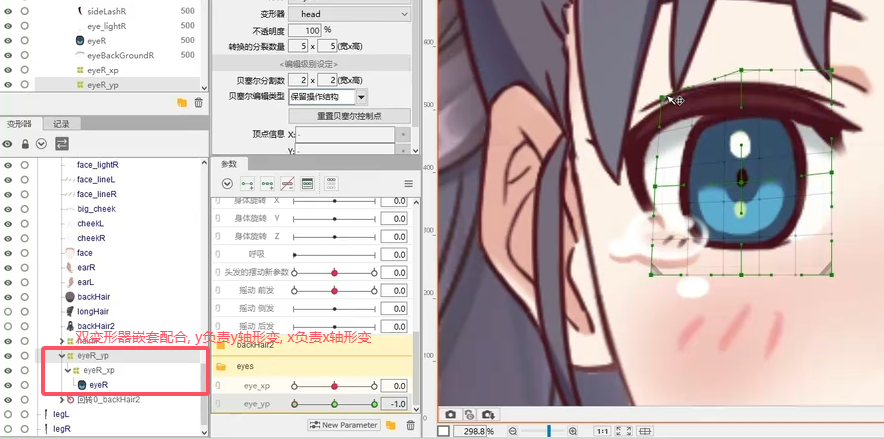 sideLashR 500
eye_lightR 500
eyeR 500
eyeBackGroundR 500
eyeR_xp
eyeR_yp
变形器
记录
face_lightR
face_lineL
face_lineR
big_cheek
cheekL
cheekR
face
earR
earL
backHair
longHair
backHair2
双变形器嵌套配合, y负责y轴形变, x负责x轴形变
eyeR_yp
eyeR_xp
eyeR
回转0_backHair2
legL
legR
变形器 head
不透明度 100 %
转换的分裂数量 5 x 5 (宽x高)
<编辑级别设定>
贝塞尔分割数 2 x 2 (宽x高)
贝塞尔编辑类型 保留操作结构
重置贝塞尔控制点
顶点信息 X: -
Y: -
参数
身体旋转 X 0.0
身体旋转 Y 0.0
身体旋转 Z 0.0
呼吸 0.0
头发的摆动新参数 0.0
摇动 前发 0.0
摇动 侧发 0.0
摇动 后发 0.0
backHair2
eyes
eye_xp 0.0
eye_yp -1.0
New Parameter
600
500
400
300
200
100
0
298.8 %
1:1